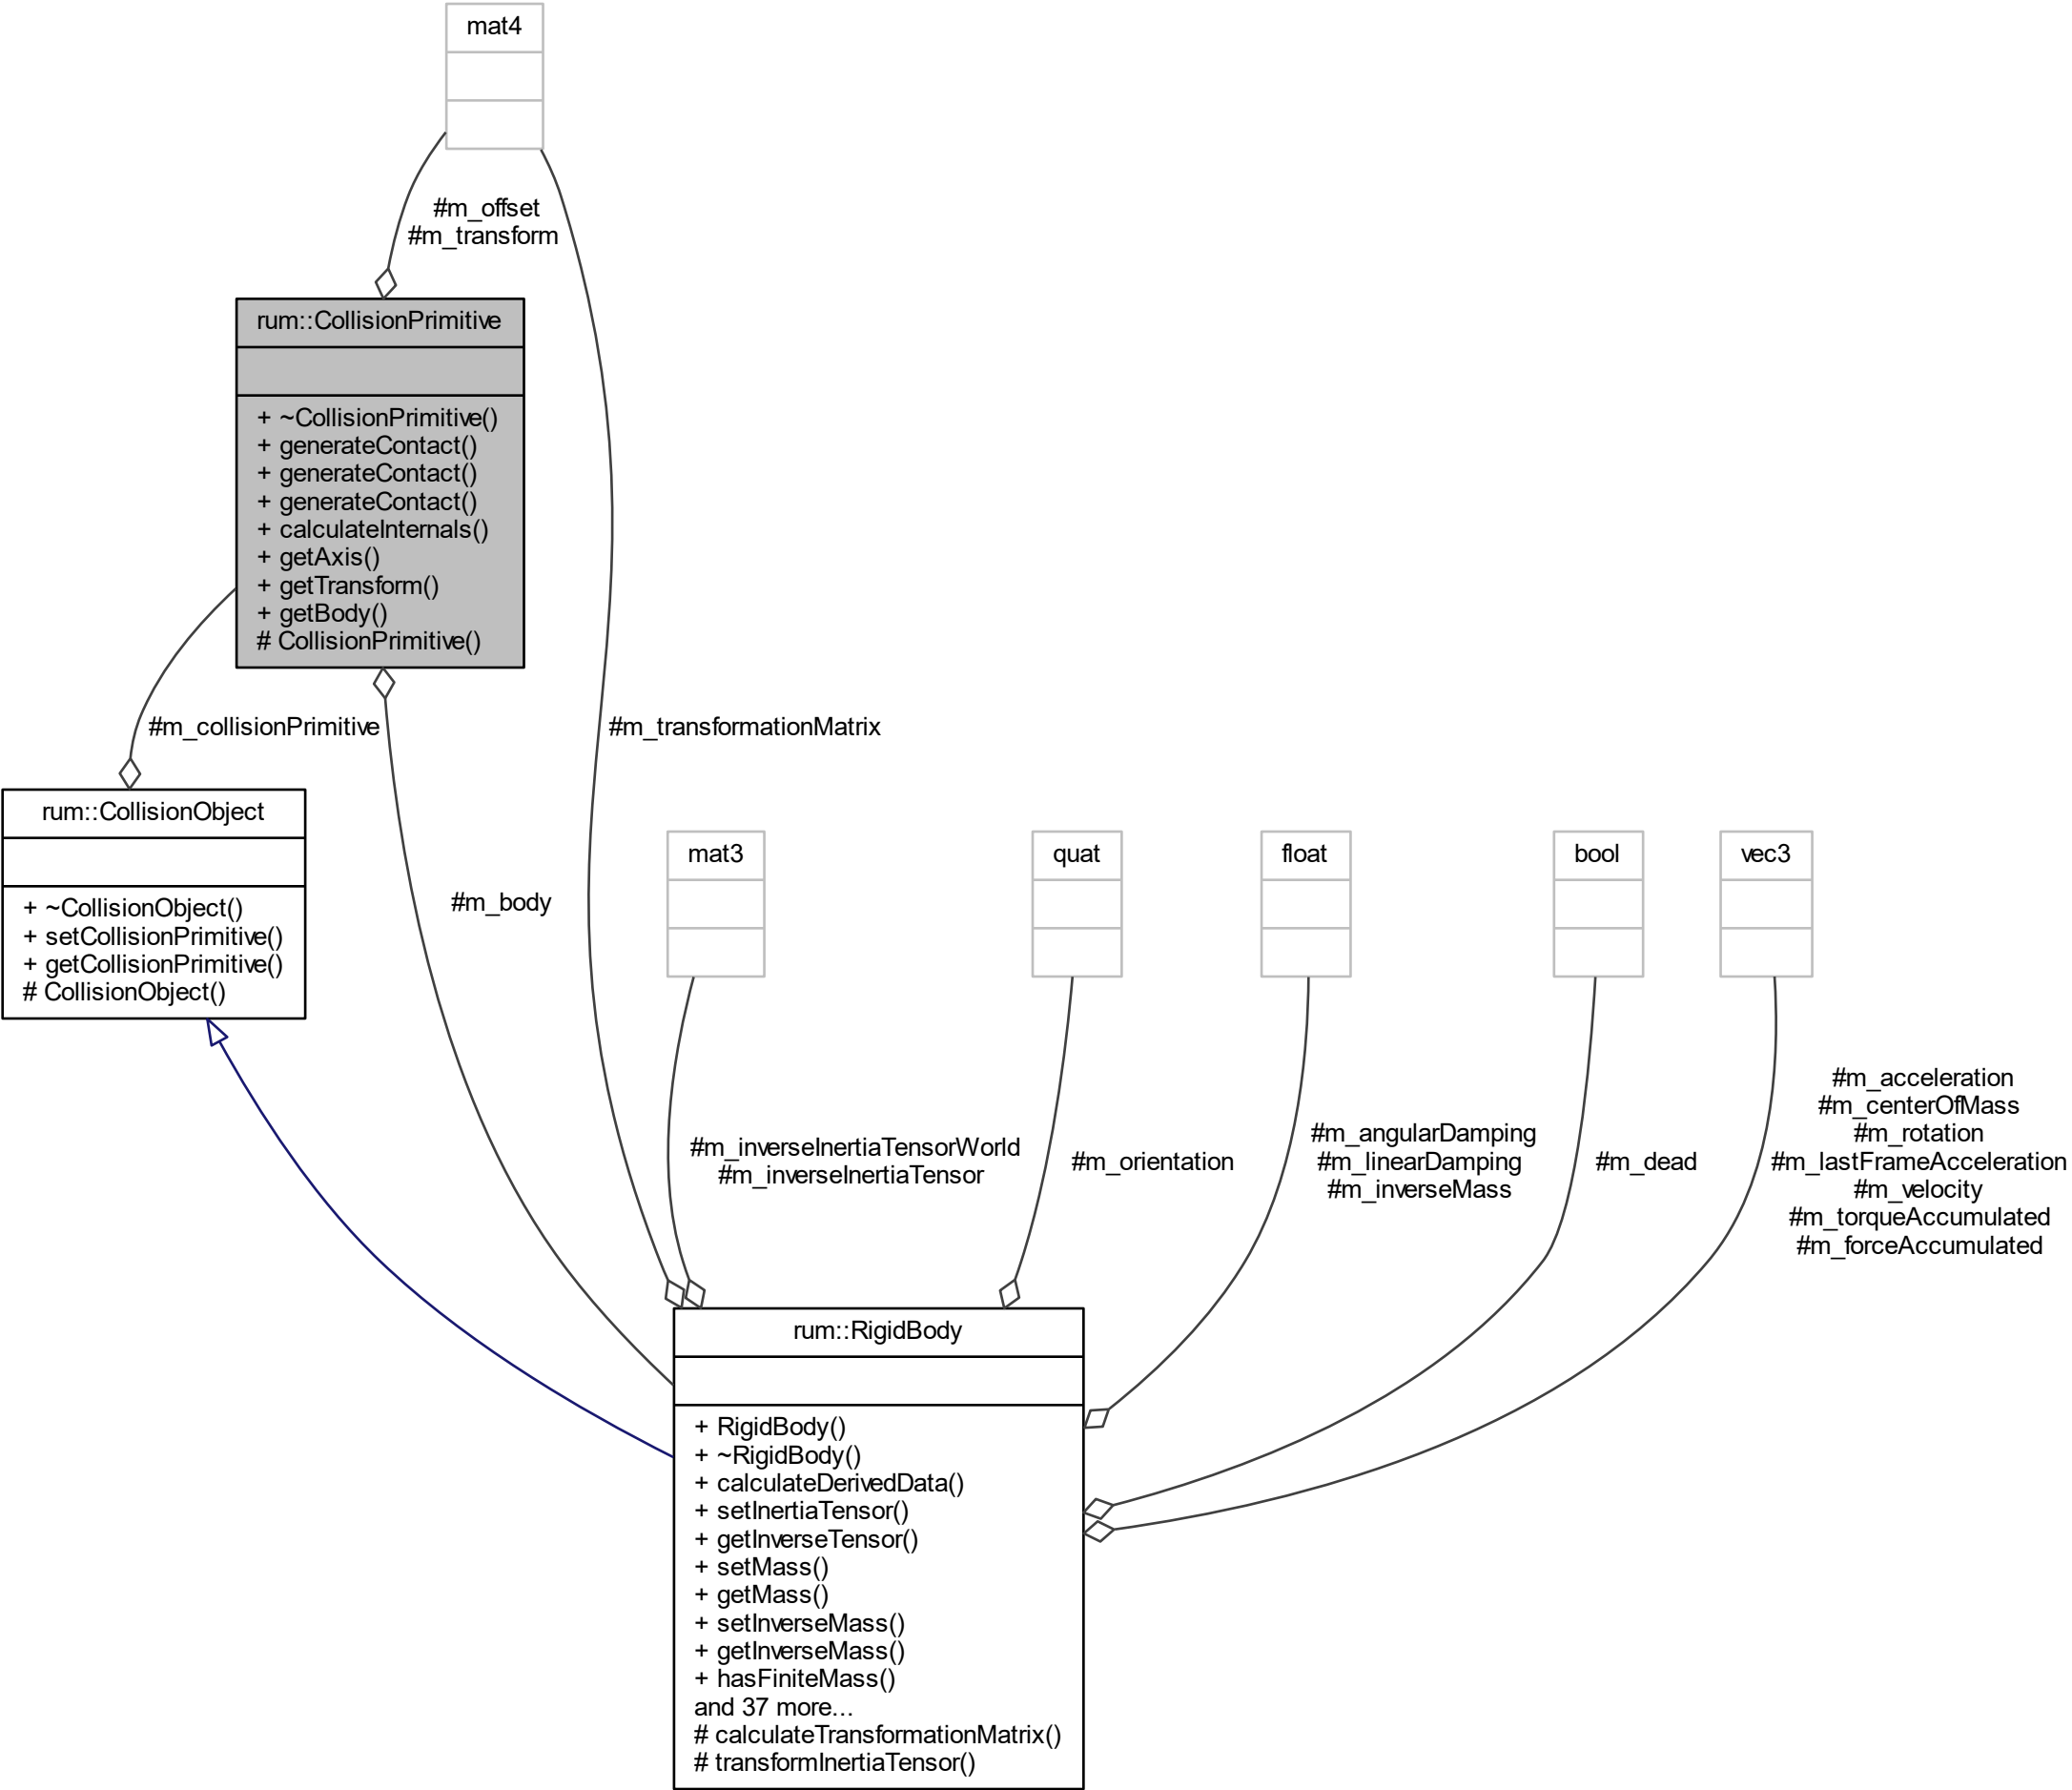 mat4
#m_offset
#m_transform
rum::CollisionPrimitive
+ ~CollisionPrimitive()
+ generateContact()
+ generateContact()
+ generateContact()
+ calculateInternals()
+ getAxis()
+ getTransform()
+ getBody()
# CollisionPrimitive()
#m_collisionPrimitive
#m_transformationMatrix
rum::CollisionObject
+ ~CollisionObject()
+ setCollisionPrimitive()
+ getCollisionPrimitive()
# CollisionObject()
#m_body
mat3
quat
float
bool
vec3
#m_inverseInertiaTensorWorld
#m_inverseInertiaTensor
#m_orientation
#m_angularDamping
#m_linearDamping
#m_inverseMass
#m_dead
#m_acceleration
#m_centerOfMass
#m_rotation
#m_lastFrameAcceleration
#m_velocity
#m_torqueAccumulated
#m_forceAccumulated
rum::RigidBody
+ RigidBody()
+ ~RigidBody()
+ calculateDerivedData()
+ setInertiaTensor()
+ getInverseTensor()
+ setMass()
+ getMass()
+ setInverseMass()
+ getInverseMass()
+ hasFiniteMass()
and 37 more...
# calculateTransformationMatrix()
# transformInertiaTensor()